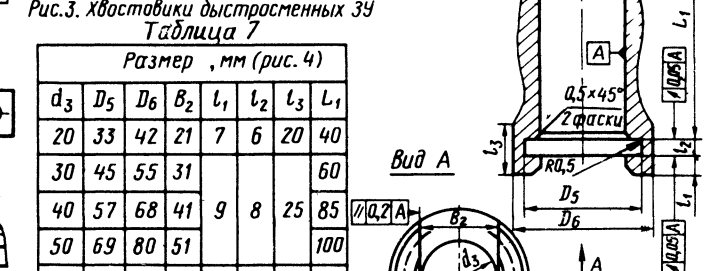 Рис.3. Хвостовики быстросменных ЗУ
Таблица 7
Размер , мм (рис. 4)
d₃ D₅ D₆ B₂ l₁ l₂ l₃ L₁
20 33 42 21 7 6 20 40
30 45 55 31 60
40 57 68 41 9 8 25 85
50 69 80 51 100
Вид А
// 0,2 А
B₂
d₃
А
0,5×45°
2 фаски
R0,5
l₃
D₅
D₆
А
L₁
0,05 А
l₂
l₁
0,05 А